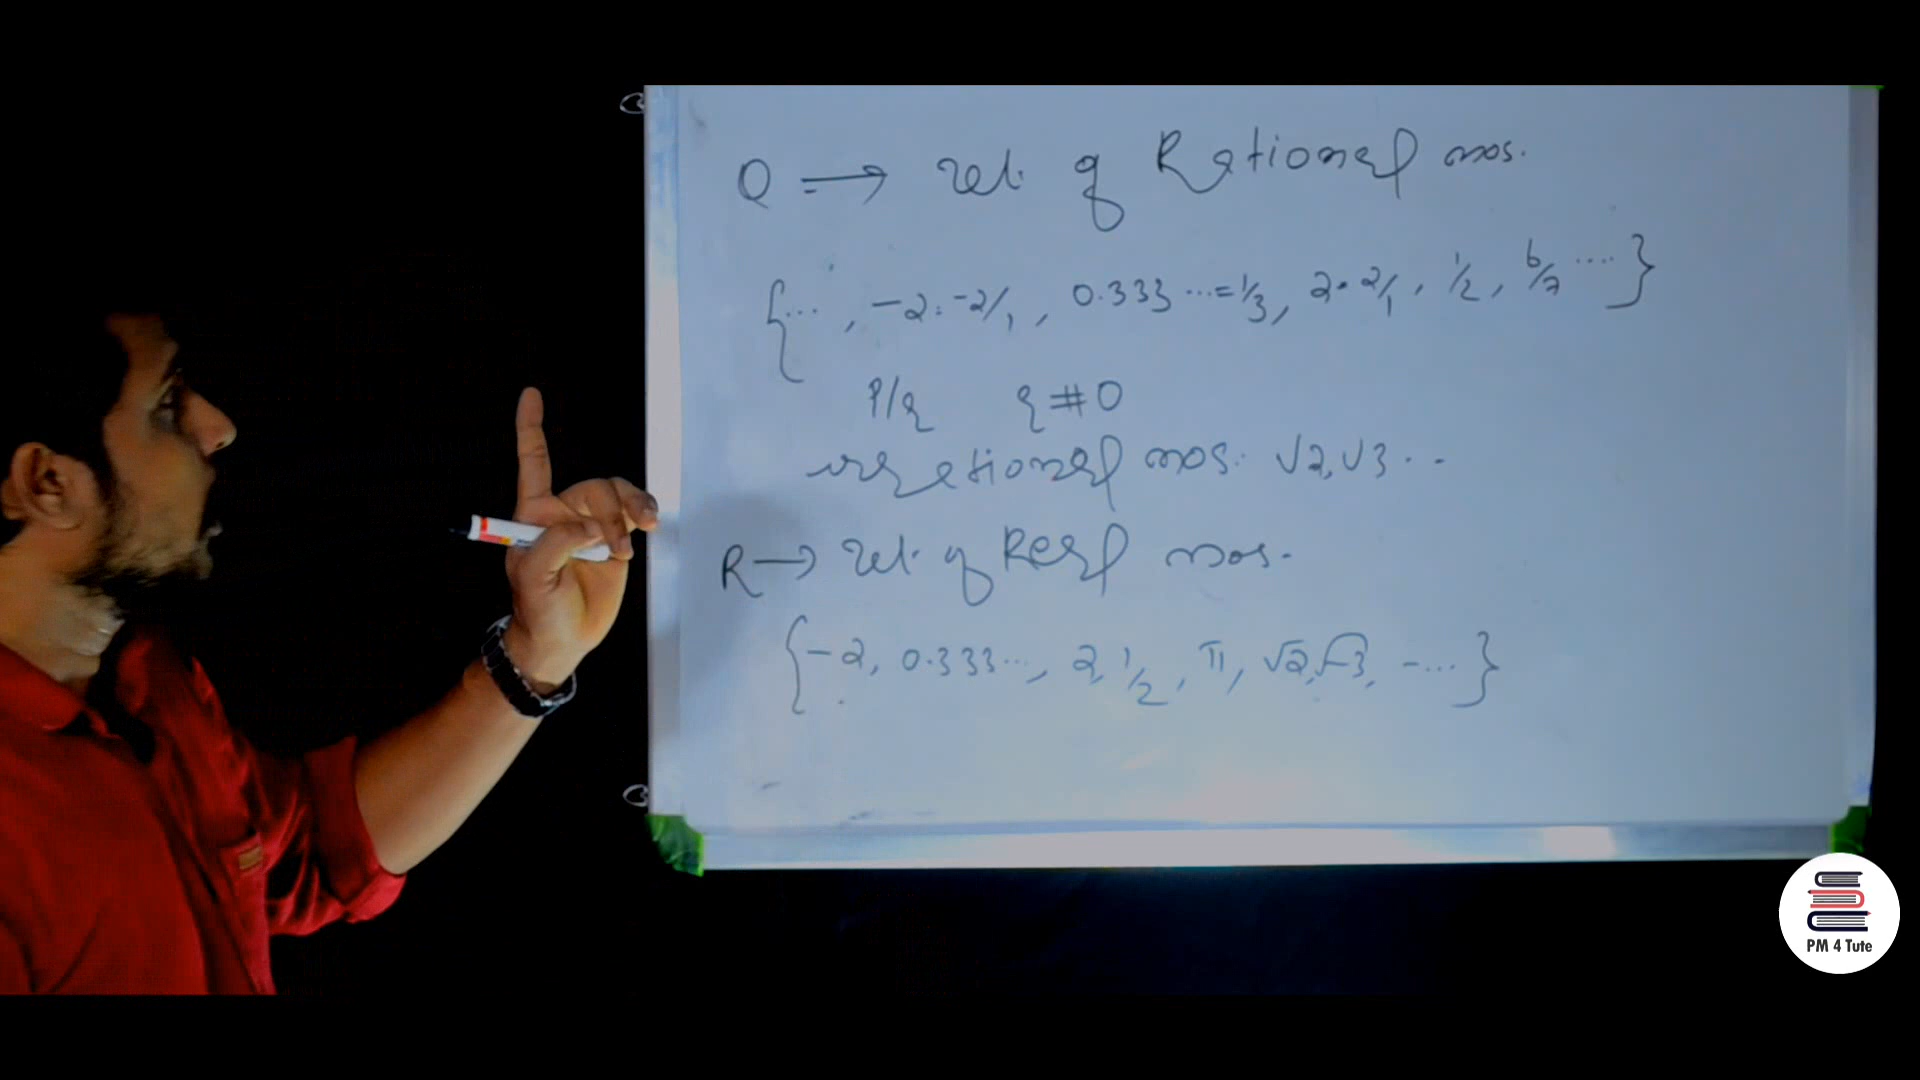 Q → set of Rational nos.
{..., -2 = -2/1, 0.333... = 1/3, 2 = 2/1, 1/2, 6/7 ....}
P/q q ≠ 0
irrational nos. √2, √3 ..
R → set of Real nos.
{-2, 0.333..., 2, 1/2, π, √2, √3, -....}
PM 4 Tute